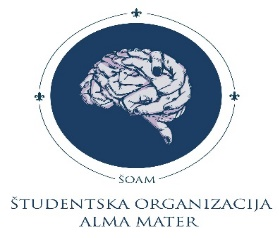 ŠOAM
ŠTUDENTSKA ORGANIZACIJA
ALMA MATER